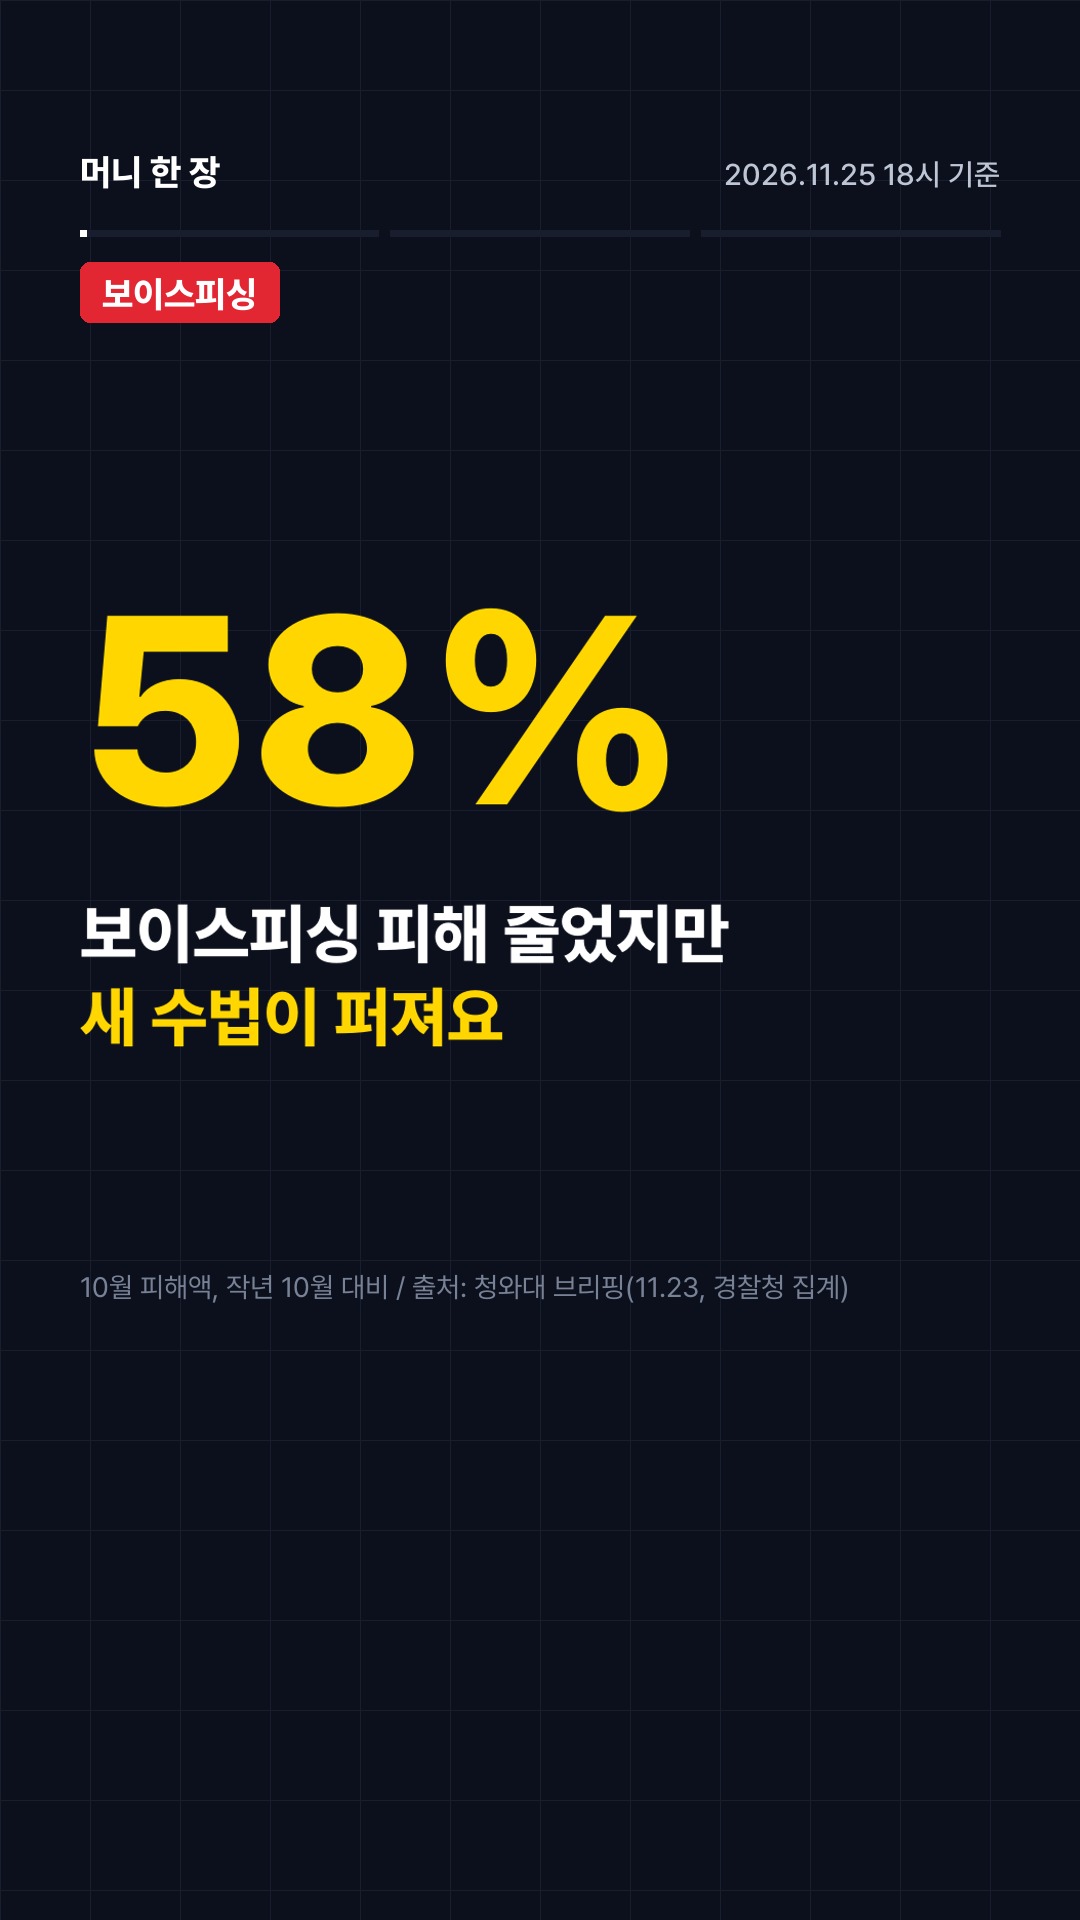 머니 한 장
2026.11.25 18시 기준
보이스피싱
58%
보이스피싱 피해 줄었지만
새 수법이 퍼져요
10월 피해액, 작년 10월 대비 / 출처: 청와대 브리핑(11.23, 경찰청 집계)